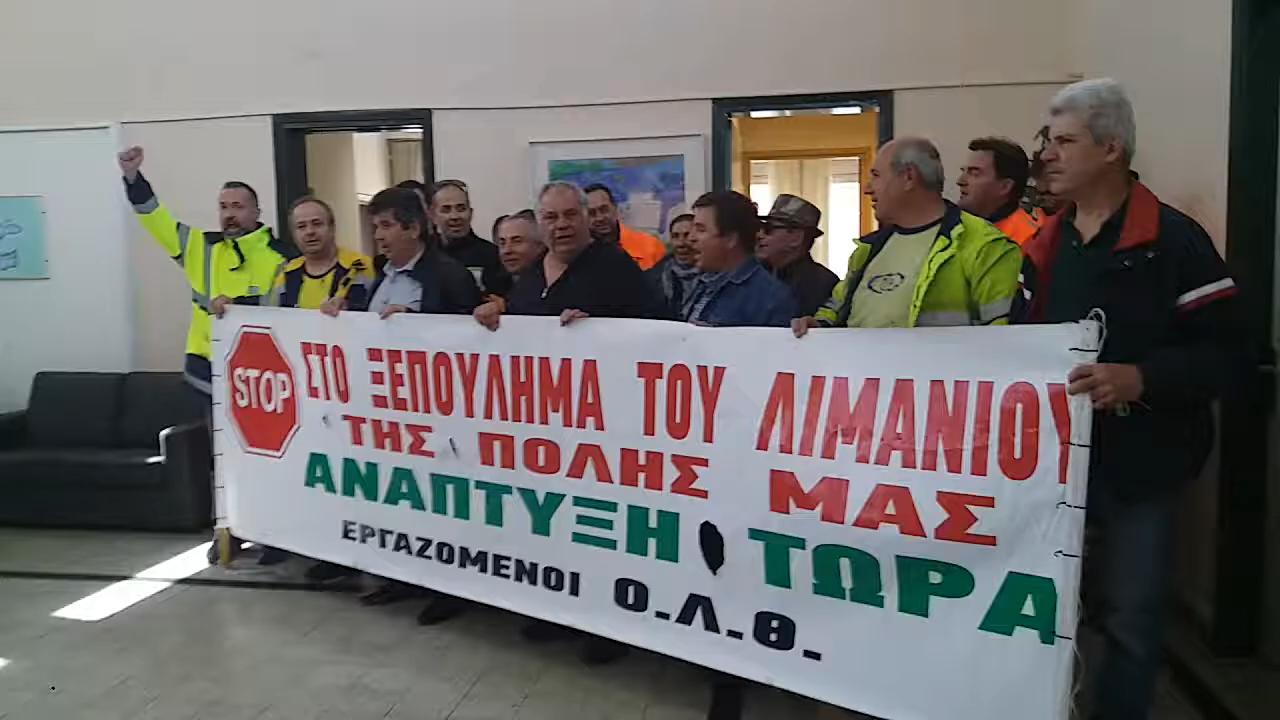 STOP ΣΤΟ ΞΕΠΟΥΛΗΜΑ ΤΟΥ ΛΙΜΑΝΙΟΥ
ΤΗΣ ΠΟΛΗΣ ΜΑΣ
ΑΝΑΠΤΥΞΗ ΤΩΡΑ
ΕΡΓΑΖΟΜΕΝΟΙ Ο.Λ.Θ.